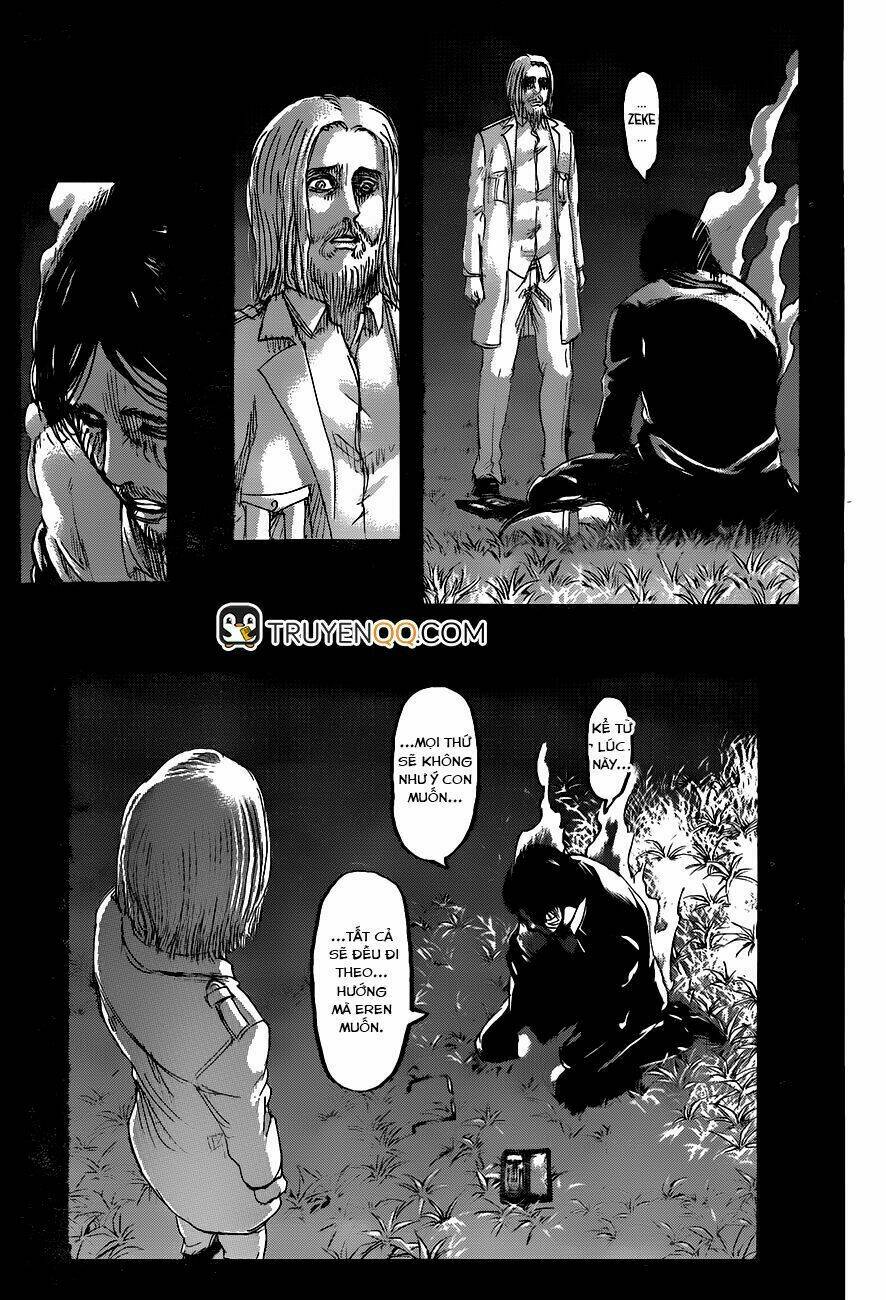 ...
ZEKE
...
TRUYENQQ.COM
KỂ TỪ
LÚC
NÀY...
...MỌI THỨ
SẼ KHÔNG
NHƯ Ý CON
MUỐN...
...TẤT CẢ
SẼ ĐỀU ĐI
THEO...
HƯỚNG
MÀ EREN
MUỐN.